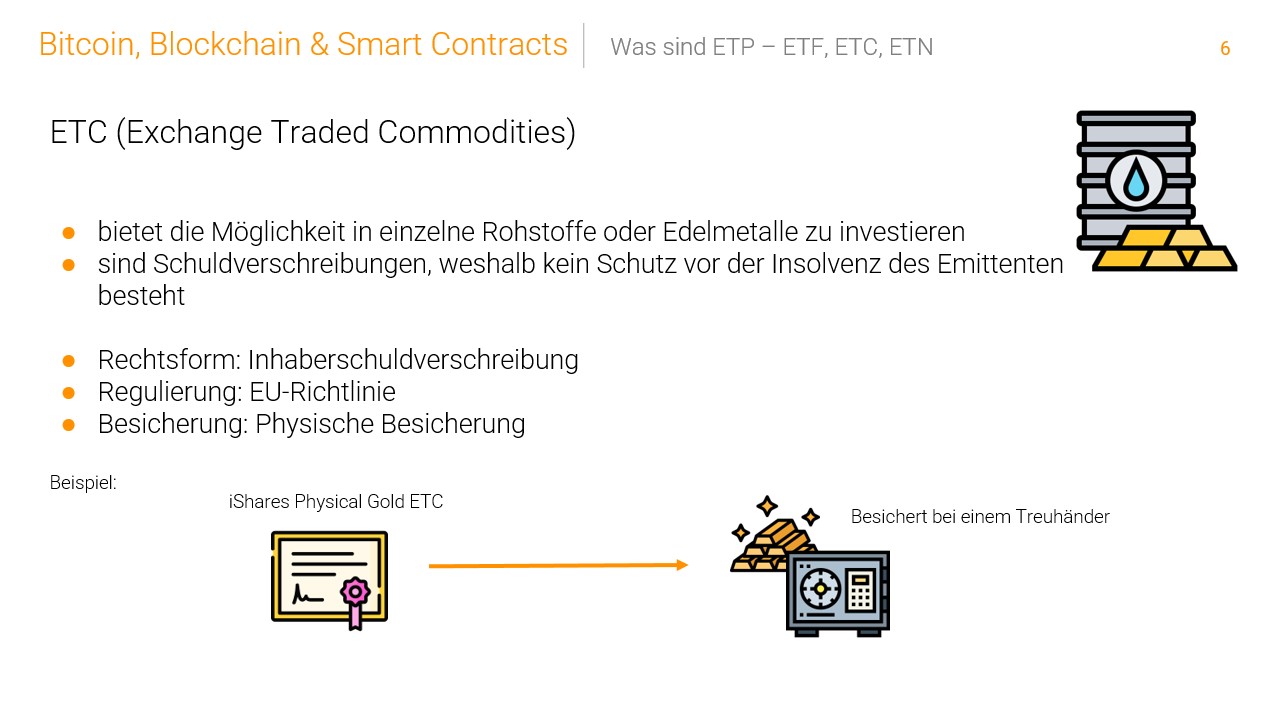 Bitcoin, Blockchain & Smart Contracts
Was sind ETP – ETF, ETC, ETN
6
ETC (Exchange Traded Commodities)
● bietet die Möglichkeit in einzelne Rohstoffe oder Edelmetalle zu investieren
● sind Schuldverschreibungen, weshalb kein Schutz vor der Insolvenz des Emittenten
besteht
● Rechtsform: Inhaberschuldverschreibung
● Regulierung: EU-Richtlinie
● Besicherung: Physische Besicherung
Beispiel:
iShares Physical Gold ETC
Besichert bei einem Treuhänder